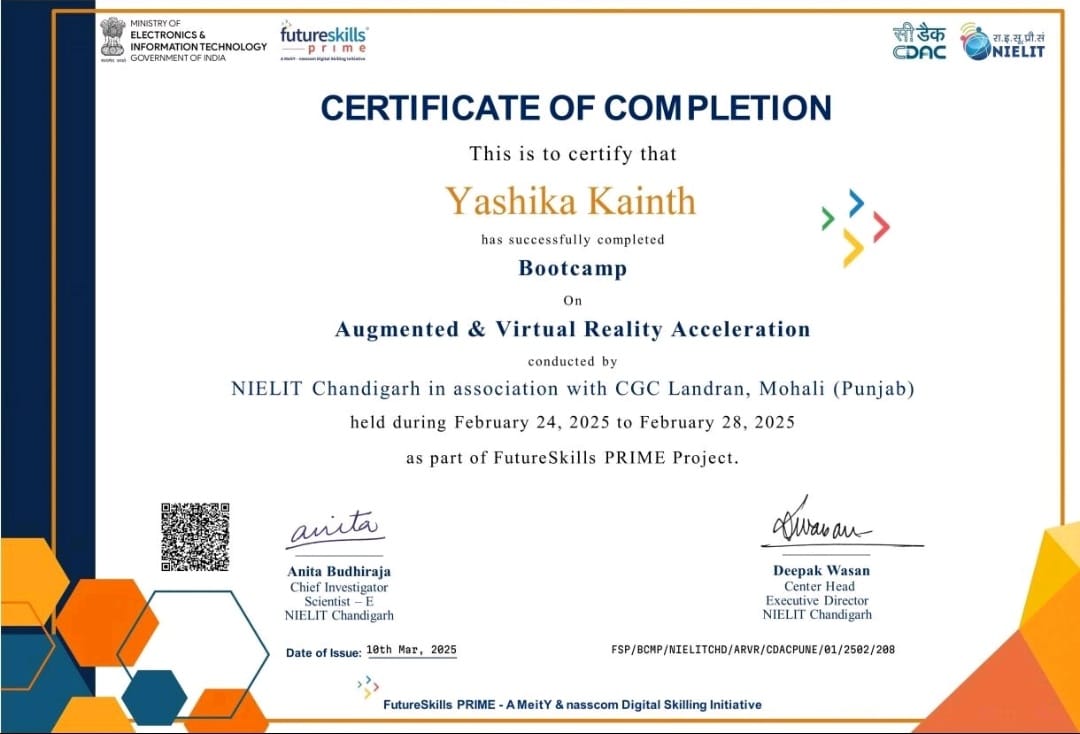 MINISTRY OF
ELECTRONICS &
INFORMATION TECHNOLOGY
GOVERNMENT OF INDIA
futureskills
prime
A MeitY - nasscom Digital Skilling Initiative
सी डैक
CDAC
रा.इ.सू.प्रौ.सं
NIELIT
CERTIFICATE OF COMPLETION
This is to certify that
Yashika Kainth
has successfully completed
Bootcamp
On
Augmented & Virtual Reality Acceleration
conducted by
NIELIT Chandigarh in association with CGC Landran, Mohali (Punjab)
held during February 24, 2025 to February 28, 2025
as part of FutureSkills PRIME Project.
anita
Anita Budhiraja
Chief Investigator
Scientist – E
NIELIT Chandigarh
Dwasan
Deepak Wasan
Center Head
Executive Director
NIELIT Chandigarh
Date of Issue: 10th Mar, 2025
FSP/BCMP/NIELITCHD/ARVR/CDACPUNE/01/2502/208
FutureSkills PRIME - A MeitY & nasscom Digital Skilling Initiative